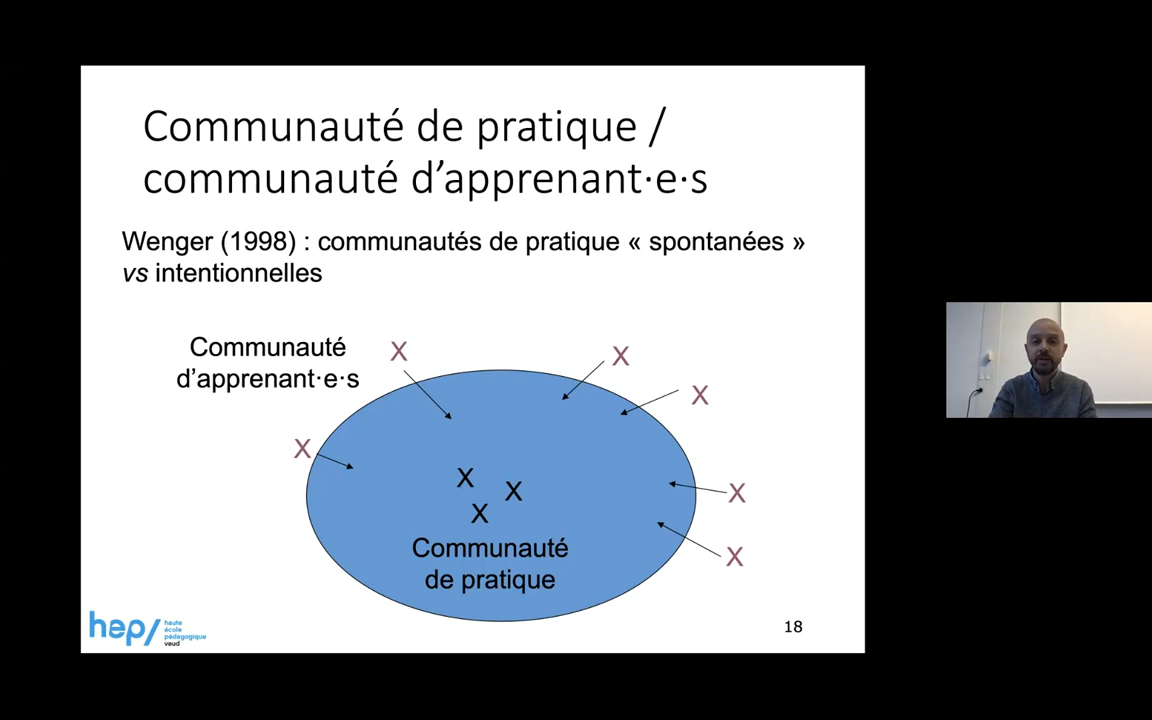 Communauté de pratique /
communauté d’apprenant·e·s
Wenger (1998) : communautés de pratique « spontanées »
vs intentionnelles
Communauté
d’apprenant·e·s
X
X
X
X
X
X
X
X
X
Communauté
de pratique
hep/
haute
école
pédagogique
vaud
18